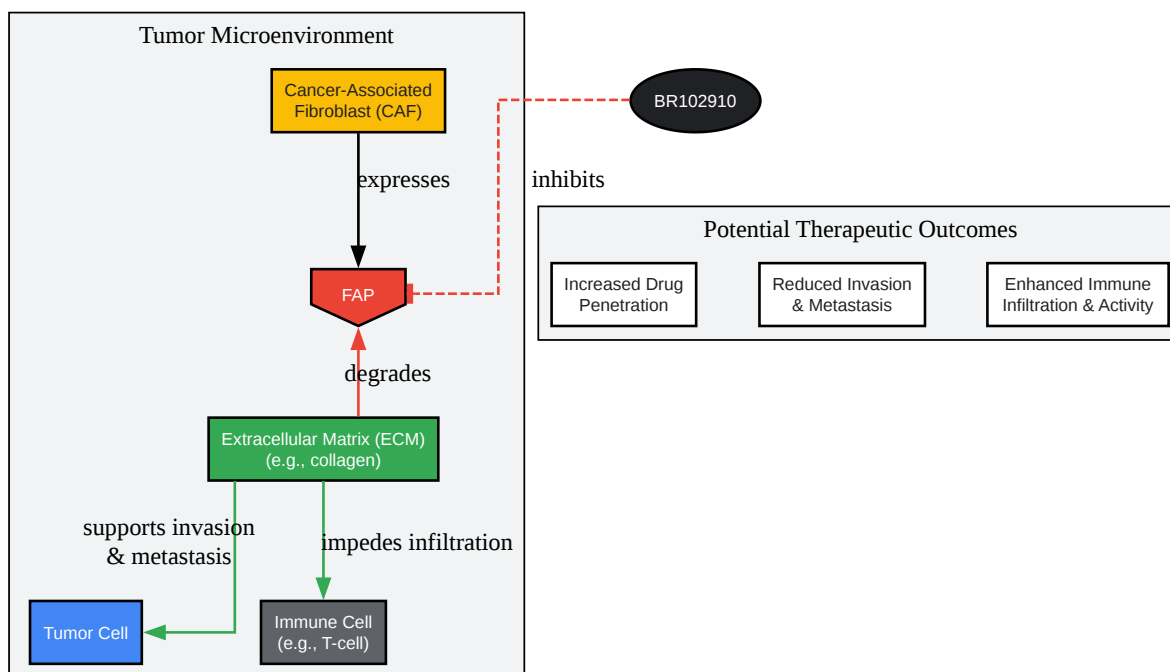 Tumor Microenvironment
Cancer-Associated
Fibroblast (CAF)
BR102910
expresses
inhibits
Potential Therapeutic Outcomes
Increased Drug
Penetration
Reduced Invasion
& Metastasis
Enhanced Immune
Infiltration & Activity
FAP
degrades
Extracellular Matrix (ECM)
(e.g., collagen)
supports invasion
& metastasis
impedes infiltration
Tumor Cell
Immune Cell
(e.g., T-cell)